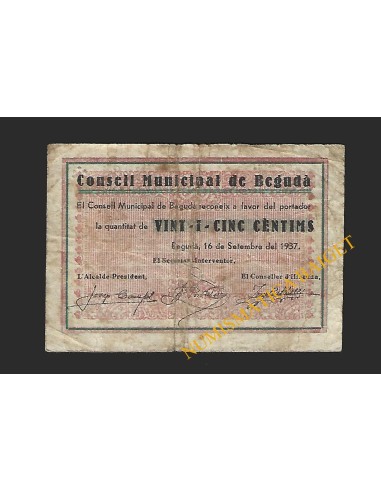 Consell Municipal de Begudà
El Consell Municipal de Begudà reconeix a favor del portador
la quantitat de VINT-I-CINC CÈNTIMS
Begudà, 16 de Setembre del 1937.
El Secretari-Interventor,
L'Alcalde-President, El Conseller d'Hisenda,